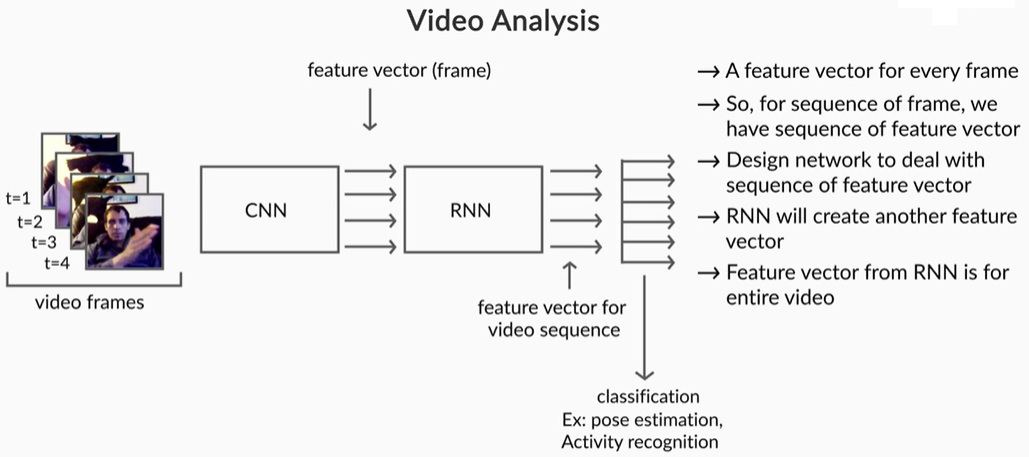 Video Analysis
feature vector (frame)
t=1
t=2
t=3
t=4
video frames
CNN
RNN
feature vector for
video sequence
classification
Ex: pose estimation,
Activity recognition
→ A feature vector for every frame
→ So, for sequence of frame, we
have sequence of feature vector
→ Design network to deal with
sequence of feature vector
→ RNN will create another feature
vector
→ Feature vector from RNN is for
entire video